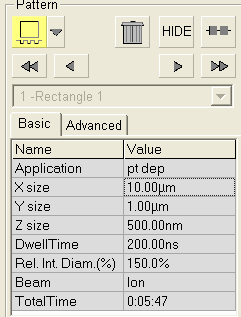 Pattern
HIDE
1 -Rectangle 1
Basic Advanced
Name Value
Application pt dep
X size 10.00µm
Y size 1.00µm
Z size 500.00nm
DwellTime 200.00ns
Rel. Int. Diam.(%) 150.0%
Beam Ion
TotalTime 0:05:47